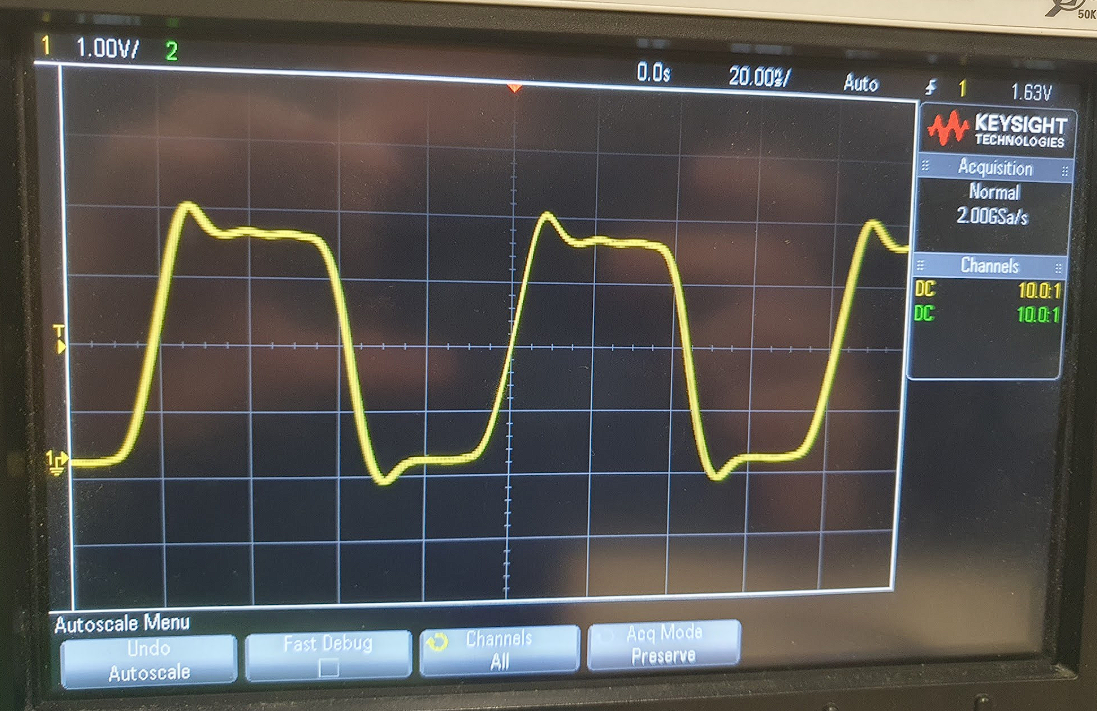 50K
1 1.00V/ 2 0.0s 20.00ns/ Auto 1 1.63V
KEYSIGHT
TECHNOLOGIES
Acquisition
Normal
2.00GSa/s
Channels
DC 10.0:1
DC 10.0:1
T
1
Autoscale Menu
Undo
Autoscale
Fast Debug
Channels
All
Acq Mode
Preserve